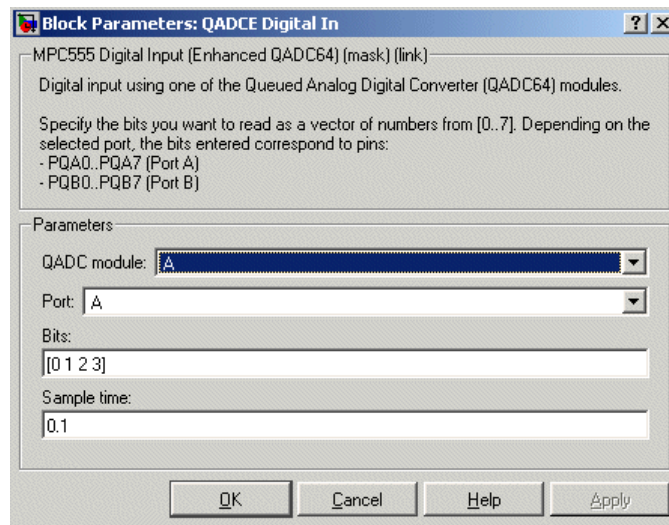 Block Parameters: QADCE Digital In
MPC555 Digital Input (Enhanced QADC64) (mask) (link)
Digital input using one of the Queued Analog Digital Converter (QADC64) modules.
Specify the bits you want to read as a vector of numbers from [0..7]. Depending on the
selected port, the bits entered correspond to pins:
- PQA0..PQA7 (Port A)
- PQB0..PQB7 (Port B)
Parameters
QADC module: A
Port: A
Bits:
[0 1 2 3]
Sample time:
0.1
OK Cancel Help Apply